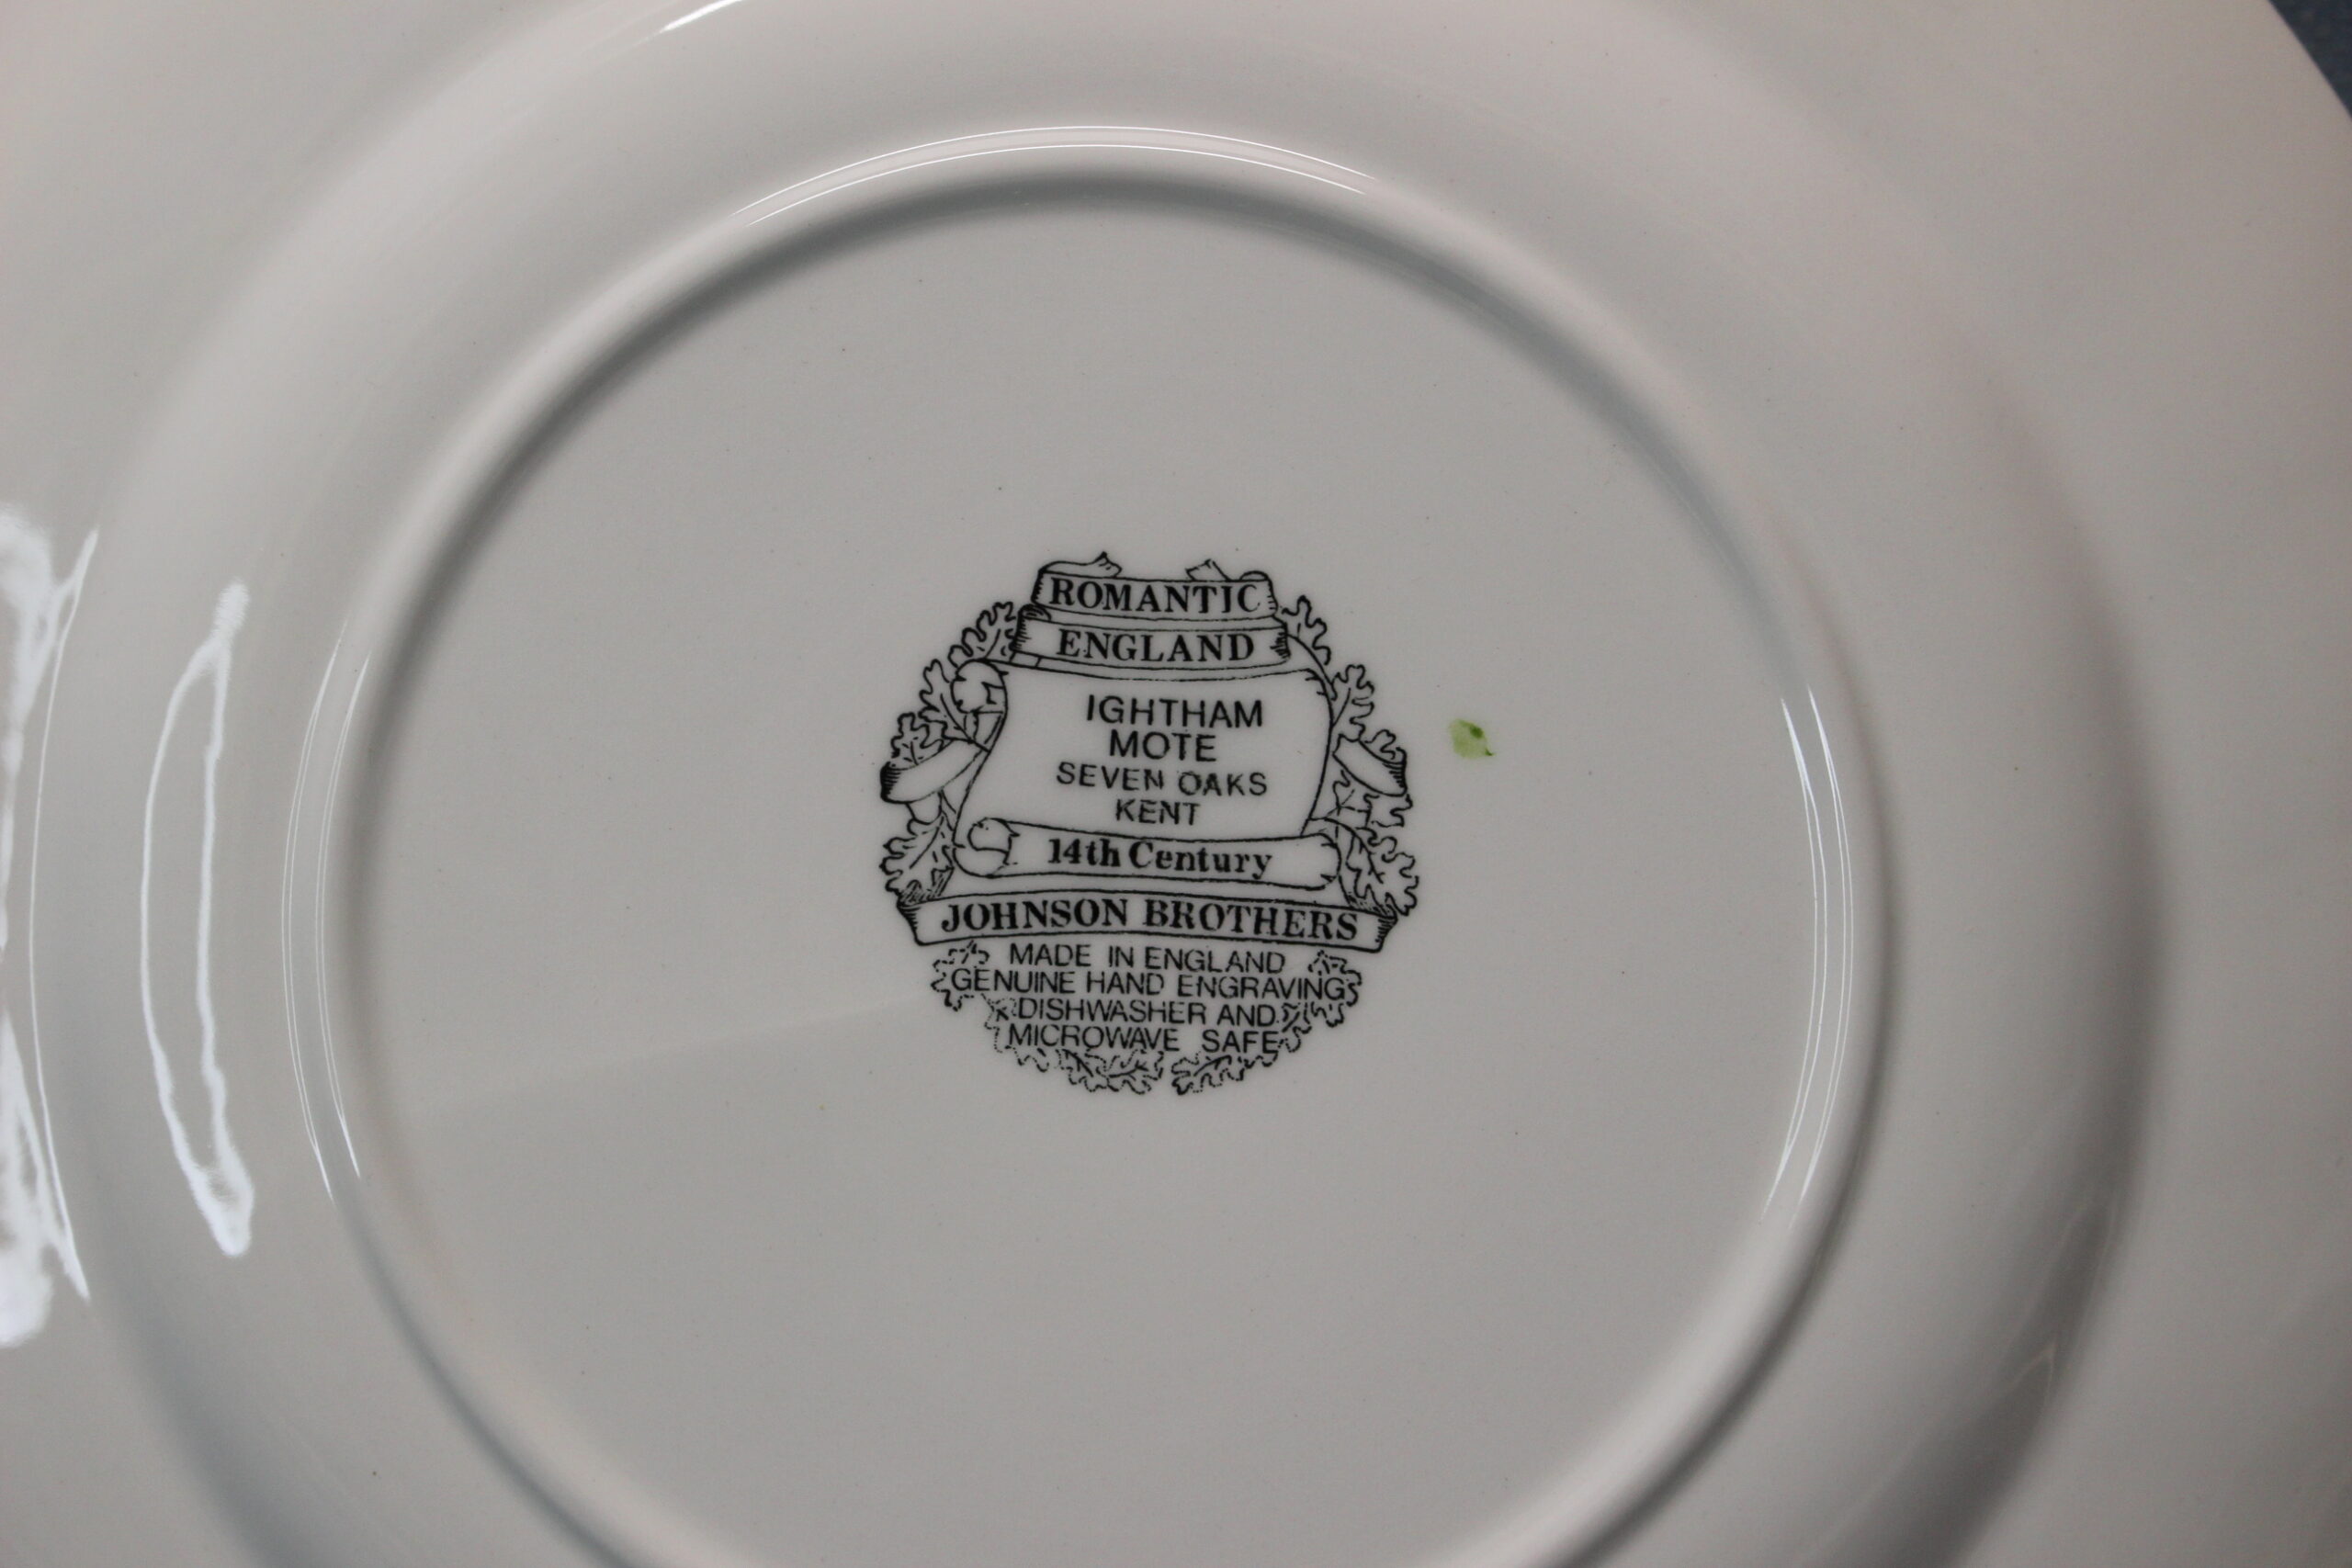 ROMANTIC
ENGLAND
IGHTHAM
MOTE
SEVEN OAKS
KENT
14th Century
JOHNSON BROTHERS
MADE IN ENGLAND
GENUINE HAND ENGRAVING
DISHWASHER AND
MICROWAVE SAFE